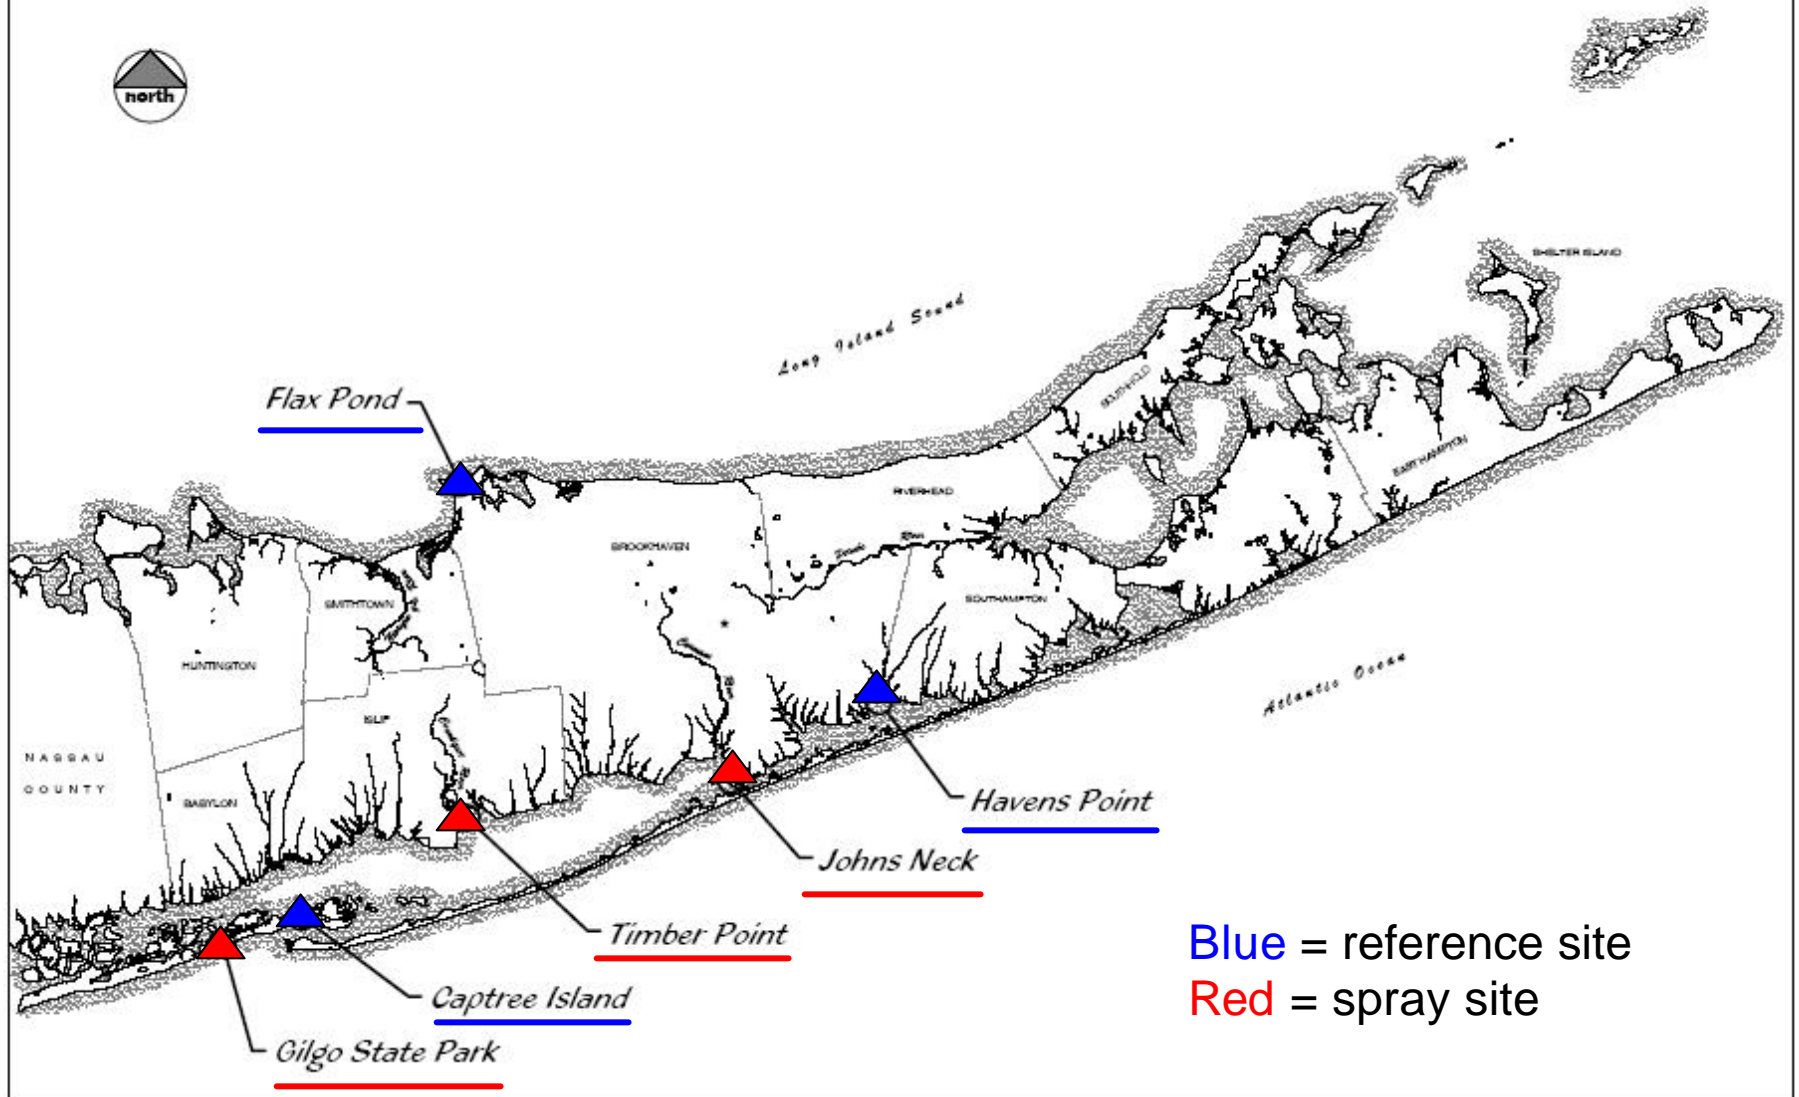 north
SHELTER ISLAND
Long Island Sound
Flax Pond
SOUTHOLD
EAST HAMPTON
RIVERHEAD
BROOKHAVEN
River
SMITHTOWN
SOUTHAMPTON
HUNTINGTON
Atlantic Ocean
ISLIP
NASSAU
COUNTY
BABYLON
Havens Point
Johns Neck
Timber Point
Captree Island
Gilgo State Park
Blue = reference site
Red = spray site